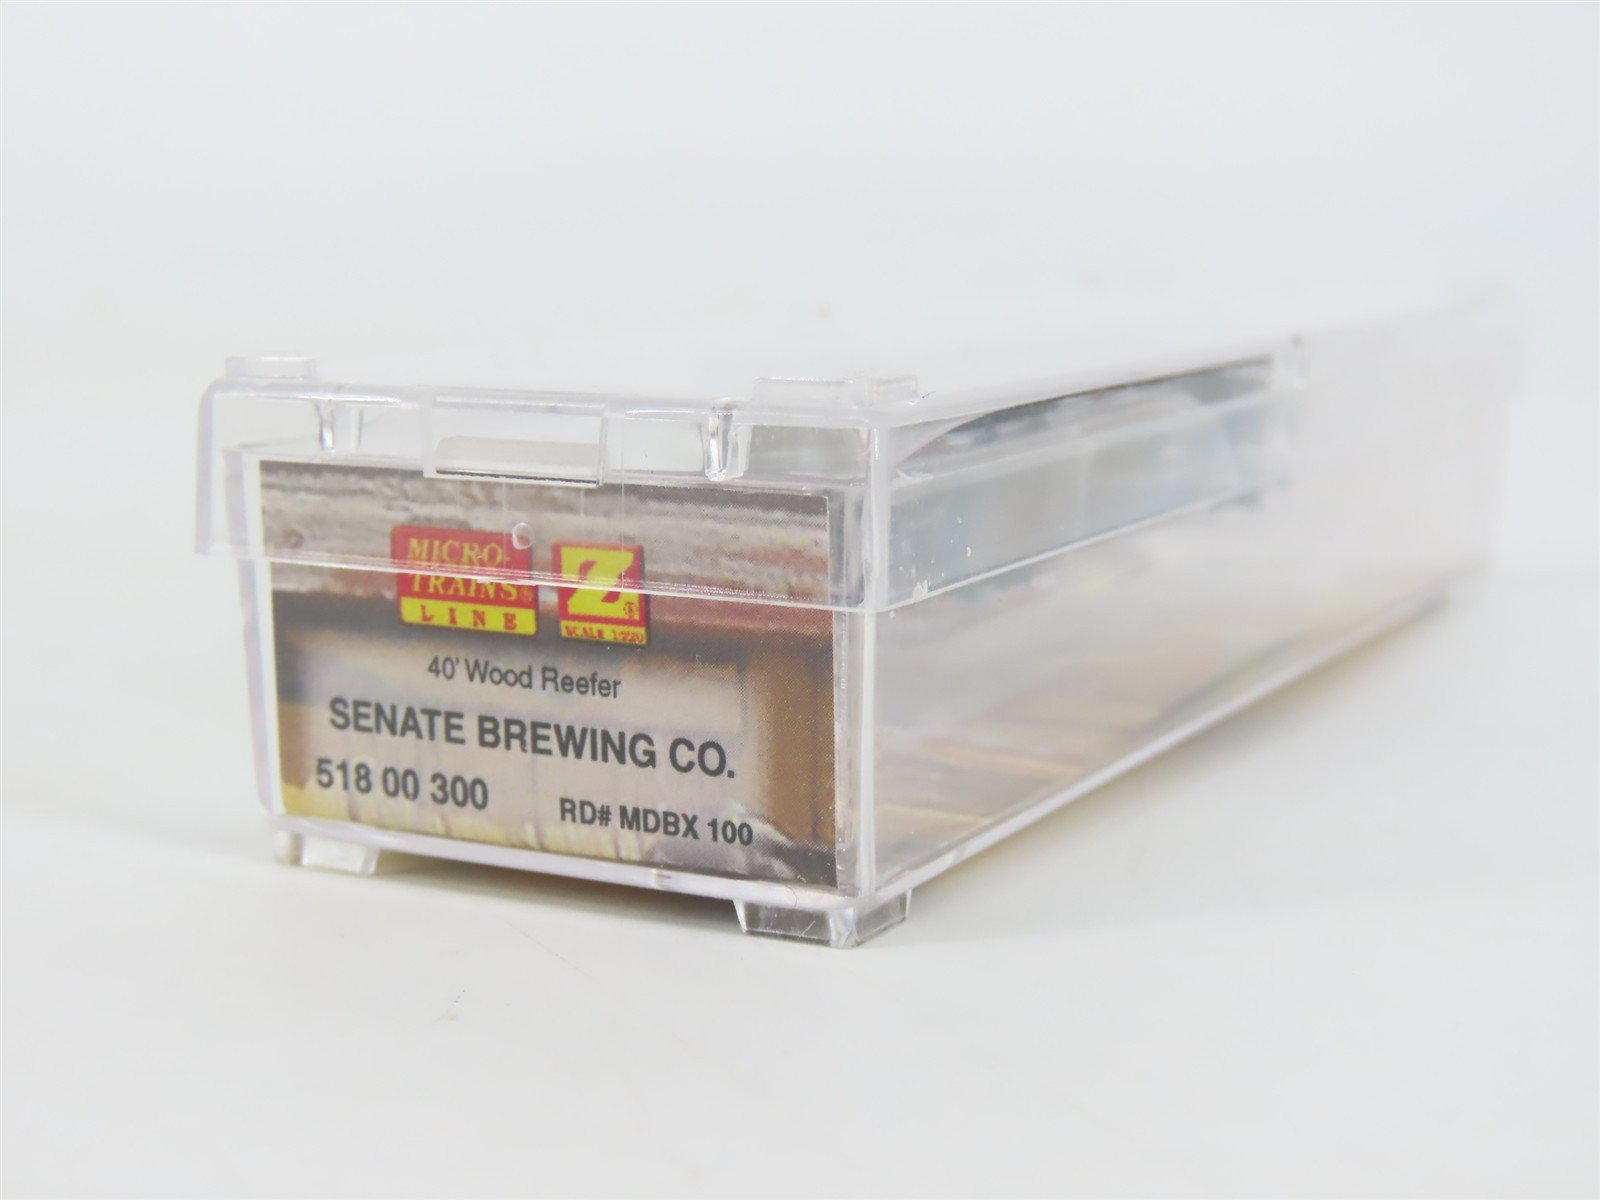 MICRO-
TRAINS®
LINE
Z®
SCALE 1:220
40' Wood Reefer
SENATE BREWING CO.
518 00 300
RD# MDBX 100